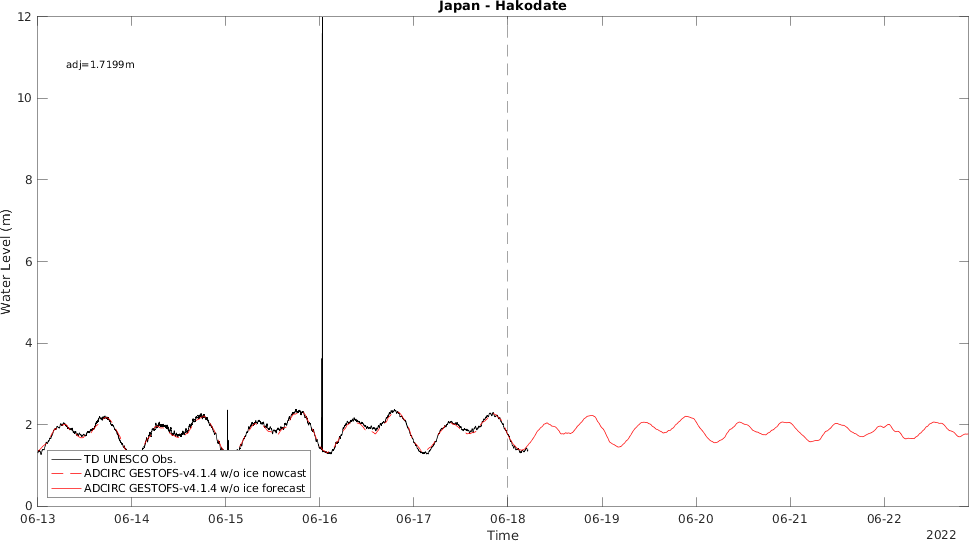 Japan - Hakodate
12
adj=1.7199m
10
8
6
4
2
0
Water Level (m)
TD UNESCO Obs.
ADCIRC GESTOFS-v4.1.4 w/o ice nowcast
ADCIRC GESTOFS-v4.1.4 w/o ice forecast
06-13 06-14 06-15 06-16 06-17 06-18 06-19 06-20 06-21 06-22
Time
2022